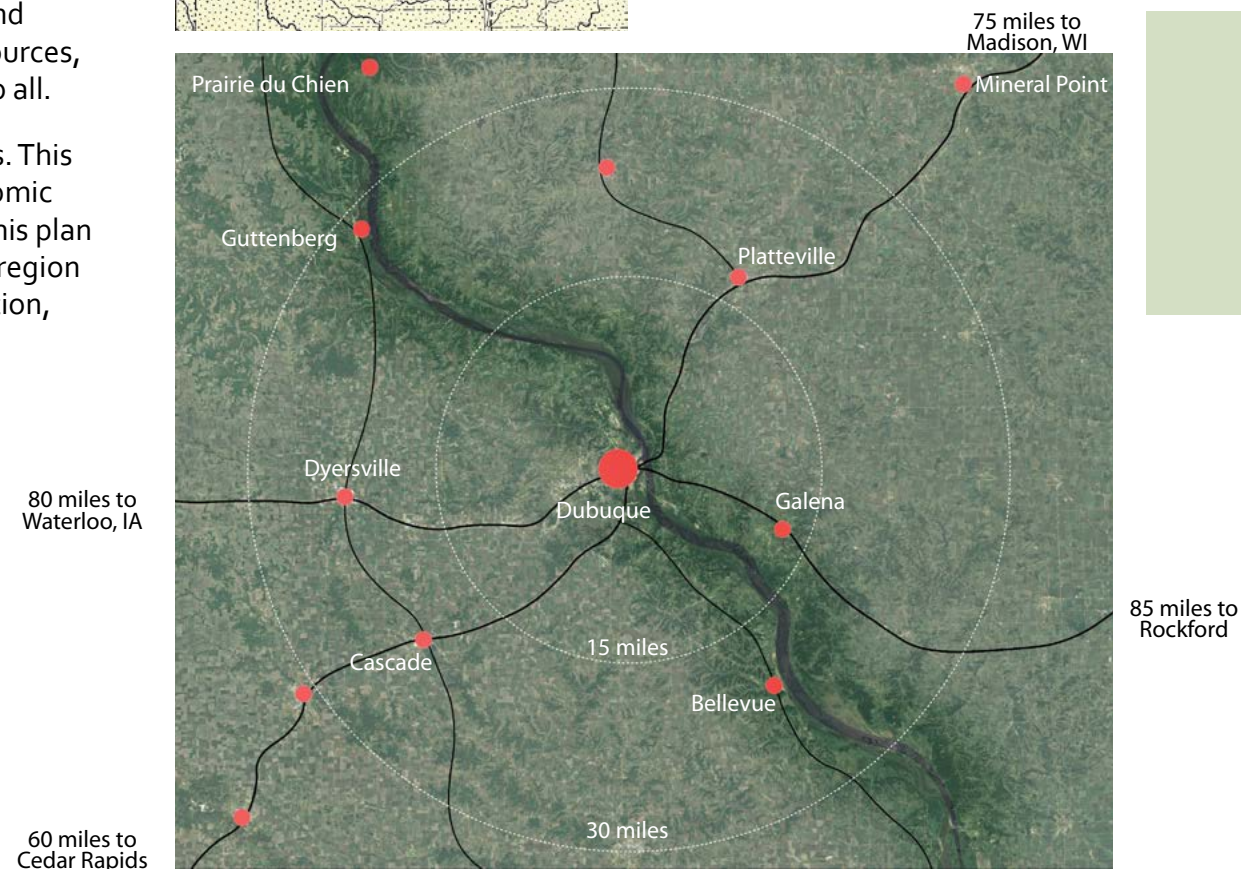 nd
ources,
o all.
s. This
omic
his plan
region
tion,
75 miles to
Madison, WI
Prairie du Chien
Mineral Point
Guttenberg
Platteville
Dyersville
80 miles to
Waterloo, IA
Dubuque
Galena
85 miles to
Rockford
15 miles
Cascade
Bellevue
30 miles
60 miles to
Cedar Rapids